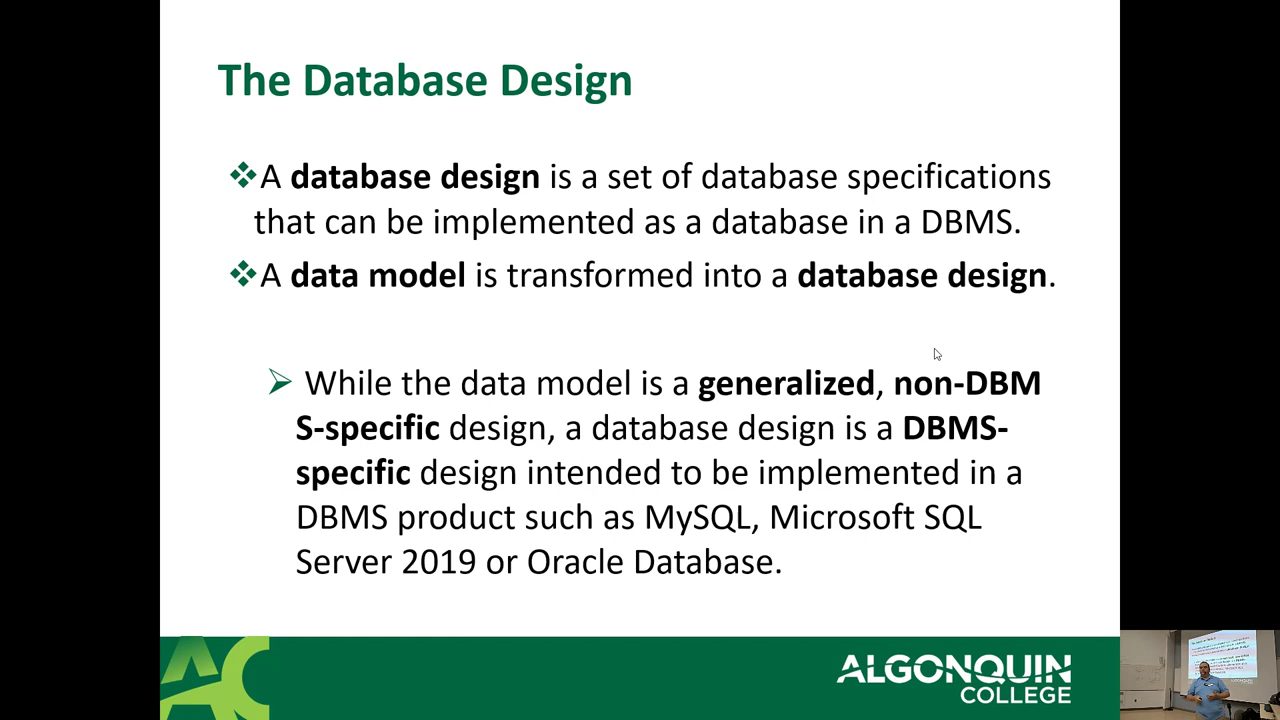 The Database Design
❖A database design is a set of database specifications
that can be implemented as a database in a DBMS.
❖A data model is transformed into a database design.
➢ While the data model is a generalized, non-DBM
S-specific design, a database design is a DBMS-
specific design intended to be implemented in a
DBMS product such as MySQL, Microsoft SQL
Server 2019 or Oracle Database.
AC
ALGONQUIN
COLLEGE